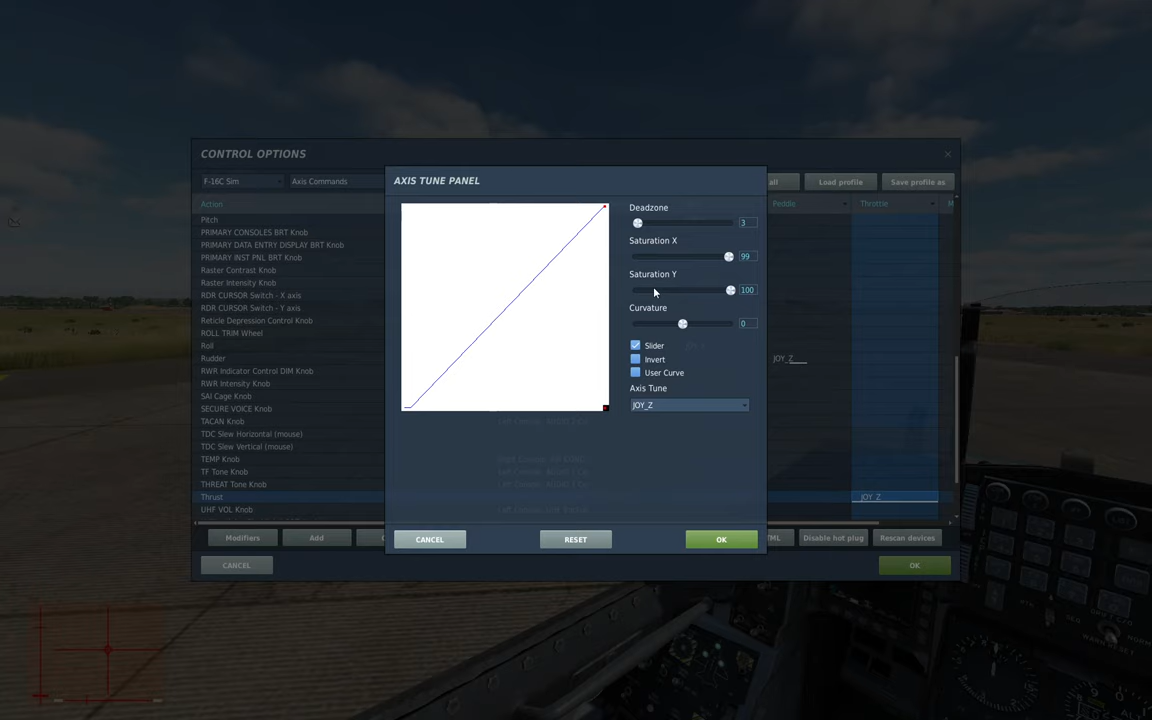 CONTROL OPTIONS
F-16C Sim
Axis Commands
all
Load profile
Save profile as
AXIS TUNE PANEL
Action
Peddie
Throttle
Pitch
PRIMARY CONSOLES BRT Knob
PRIMARY DATA ENTRY DISPLAY BRT Knob
PRIMARY INST PNL BRT Knob
Raster Contrast Knob
Raster Intensity Knob
RDR CURSOR Switch - X axis
RDR CURSOR Switch - Y axis
Reticle Depression Control Knob
ROLL TRIM Wheel
Roll
Rudder
JOY_Z
RWR Indicator Control DIM Knob
RWR Intensity Knob
SAI Cage Knob
SECURE VOICE Knob
TACAN Knob
TDC Slew Horizontal (mouse)
TDC Slew Vertical (mouse)
TEMP Knob
TF Tone Knob
THREAT Tone Knob
Thrust
JOY_Z
UHF VOL Knob
Deadzone
3
Saturation X
99
Saturation Y
100
Curvature
0
Slider
Invert
User Curve
Axis Tune
JOY_Z
CANCEL
RESET
OK
Modifiers
Add
Disable hot plug
Rescan devices
CANCEL
OK